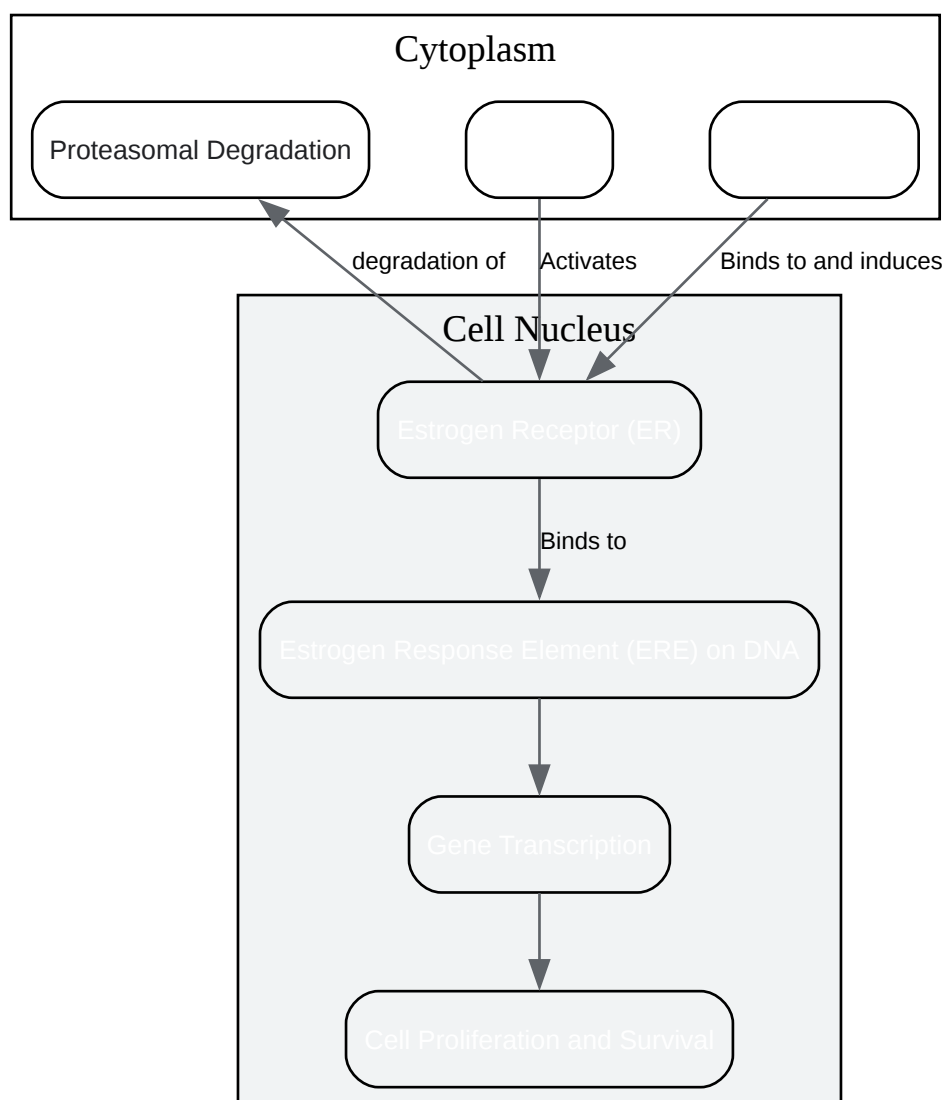 Cytoplasm
Proteasomal Degradation
degradation of
Activates
Binds to and induces
Cell Nucleus
Estrogen Receptor (ER)
Binds to
Estrogen Response Element (ERE) on DNA
Gene Transcription
Cell Proliferation and Survival